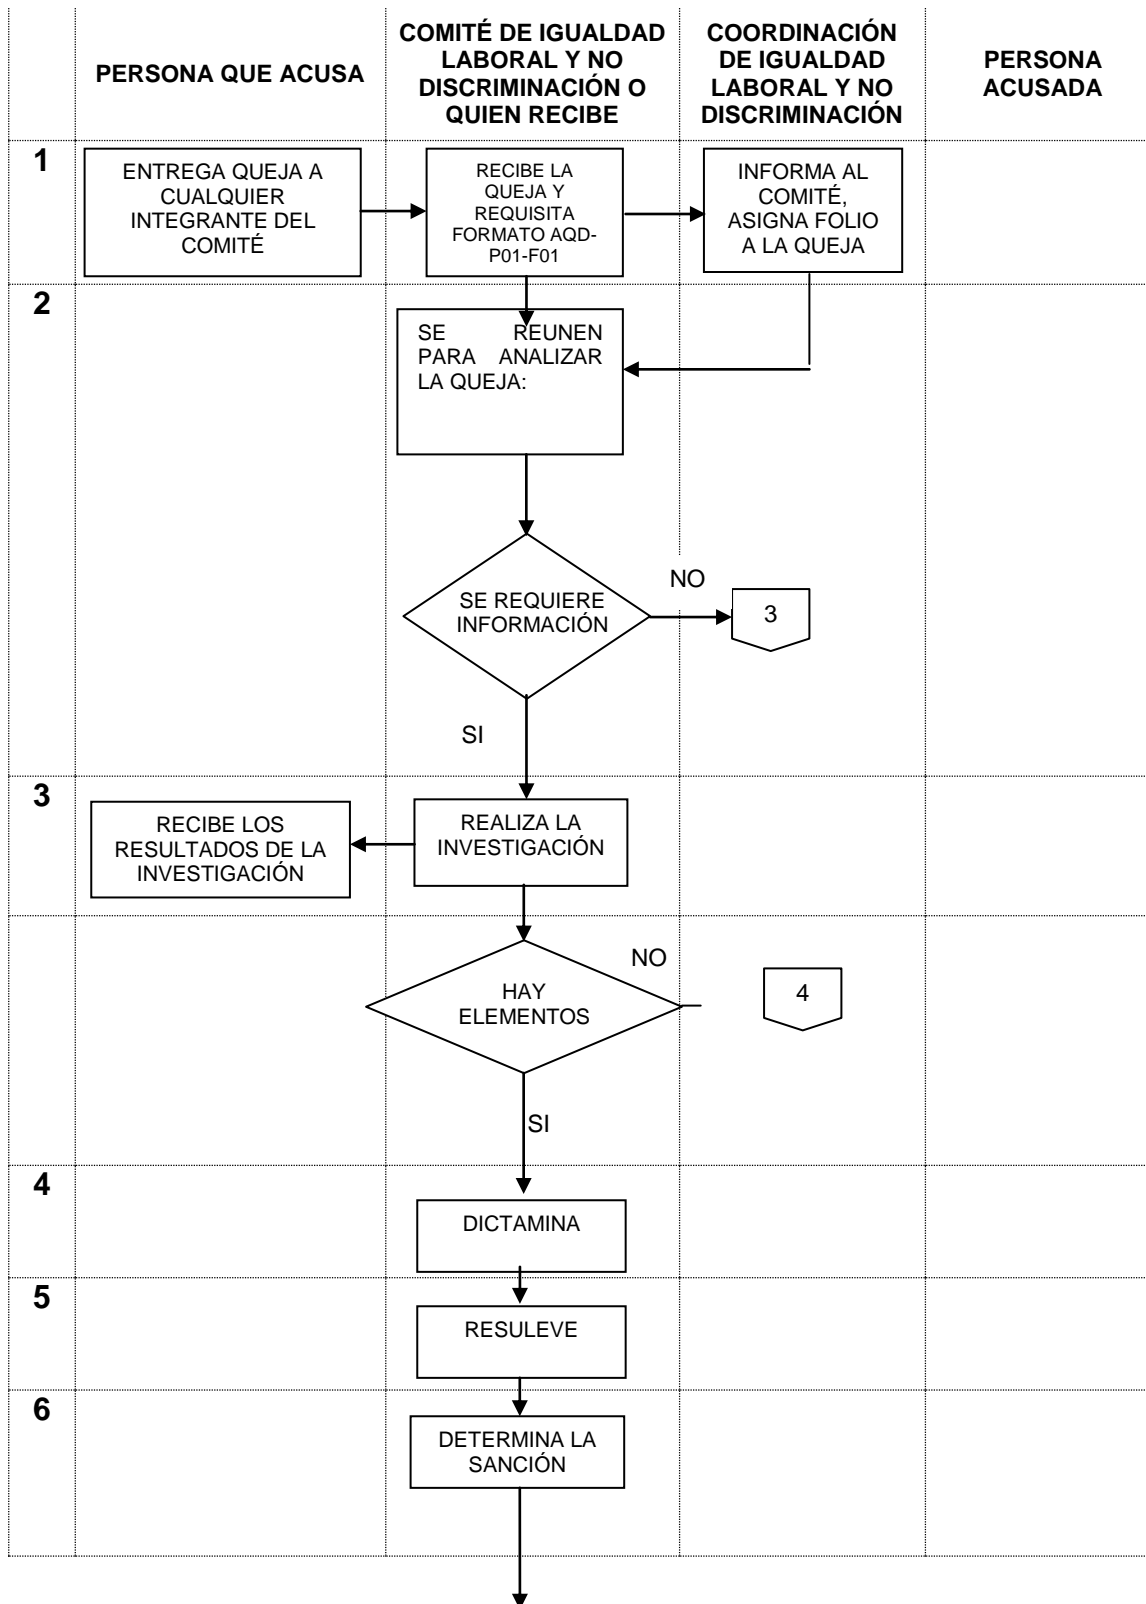 PERSONA QUE ACUSA
COMITÉ DE IGUALDAD
LABORAL Y NO
DISCRIMINACIÓN O
QUIEN RECIBE
COORDINACIÓN
DE IGUALDAD
LABORAL Y NO
DISCRIMINACIÓN
PERSONA
ACUSADA
1
ENTREGA QUEJA A
CUALQUIER
INTEGRANTE DEL
COMITÉ
RECIBE LA
QUEJA Y
REQUISITA
FORMATO AQD-
P01-F01
INFORMA AL
COMITÉ,
ASIGNA FOLIO
A LA QUEJA
2
SE REUNEN
PARA ANALIZAR
LA QUEJA:
SE REQUIERE
INFORMACIÓN
NO
3
SI
3
RECIBE LOS
RESULTADOS DE LA
INVESTIGACIÓN
REALIZA LA
INVESTIGACIÓN
HAY
ELEMENTOS
NO
4
SI
4
DICTAMINA
5
RESULEVE
6
DETERMINA LA
SANCIÓN